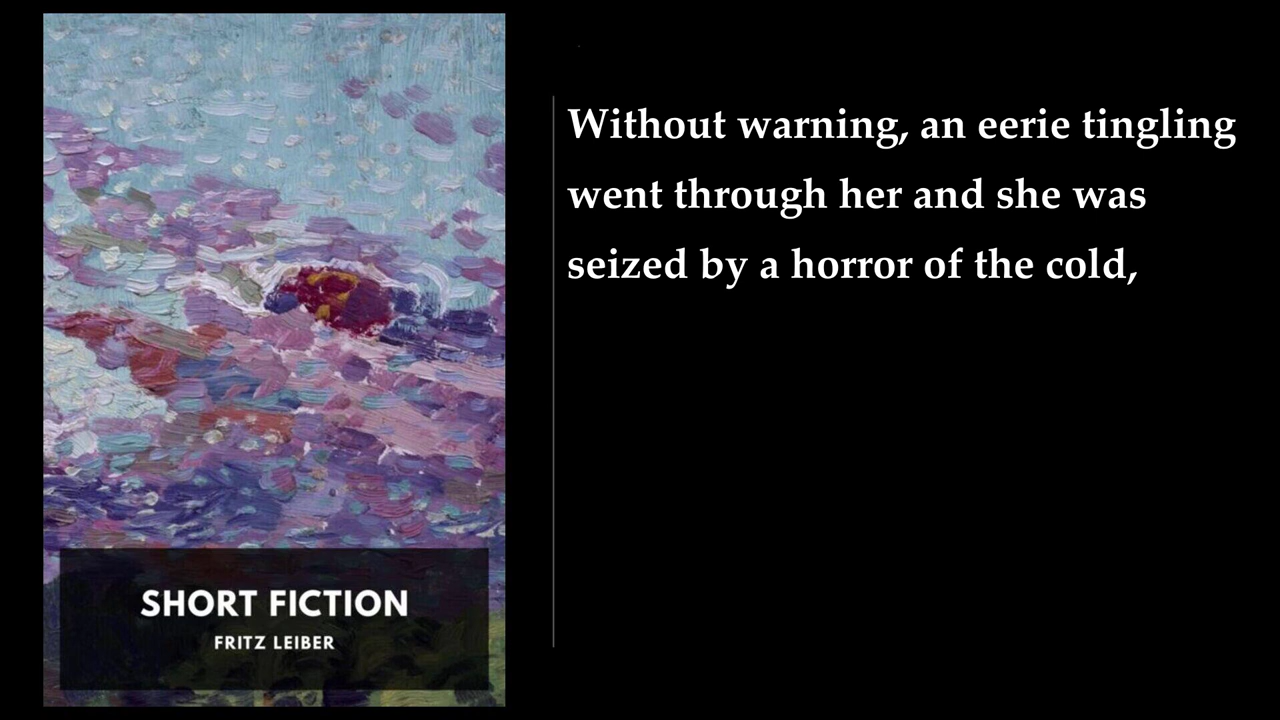 SHORT FICTION
FRITZ LEIBER
Without warning, an eerie tingling
went through her and she was
seized by a horror of the cold,